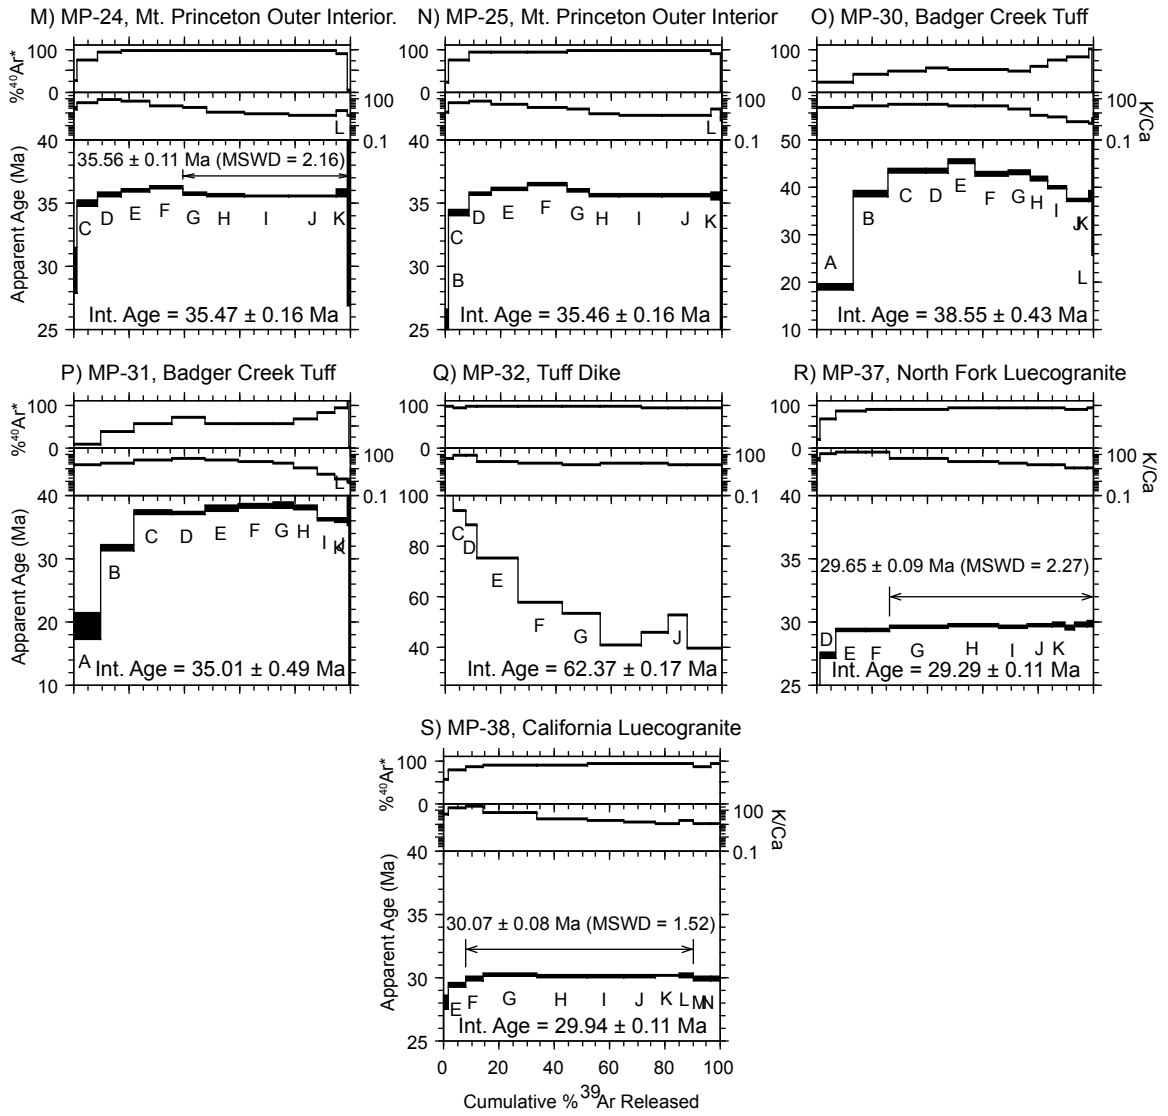 M) MP-24, Mt. Princeton Outer Interior.
N) MP-25, Mt. Princeton Outer Interior
O) MP-30, Badger Creek Tuff
%40Ar*
100
0
100
0
100
0
100
0.1
K/Ca
L
L
Apparent Age (Ma)
40
35
30
25
35.56 ± 0.11 Ma (MSWD = 2.16)
C D E F G H I J K
Int. Age = 35.47 ± 0.16 Ma
40
35
30
25
B C D E F G H I J K
Int. Age = 35.46 ± 0.16 Ma
50
40
30
20
10
A B C D E F G H I J K L
Int. Age = 38.55 ± 0.43 Ma
P) MP-31, Badger Creek Tuff
Q) MP-32, Tuff Dike
R) MP-37, North Fork Luecogranite
%40Ar*
100
0
100
0
100
0
100
0.1
100
0.1
100
0.1
K/Ca
L
Apparent Age (Ma)
40
30
20
10
A B C D E F G H I J K
Int. Age = 35.01 ± 0.49 Ma
100
80
60
40
C D E F G J
Int. Age = 62.37 ± 0.17 Ma
40
35
30
25
29.65 ± 0.09 Ma (MSWD = 2.27)
D E F G H I J K
Int. Age = 29.29 ± 0.11 Ma
S) MP-38, California Luecogranite
%40Ar*
100
0
100
0.1
K/Ca
Apparent Age (Ma)
40
35
30
25
30.07 ± 0.08 Ma (MSWD = 1.52)
E F G H I J K L M N
Int. Age = 29.94 ± 0.11 Ma
0 20 40 60 80 100
Cumulative %39Ar Released